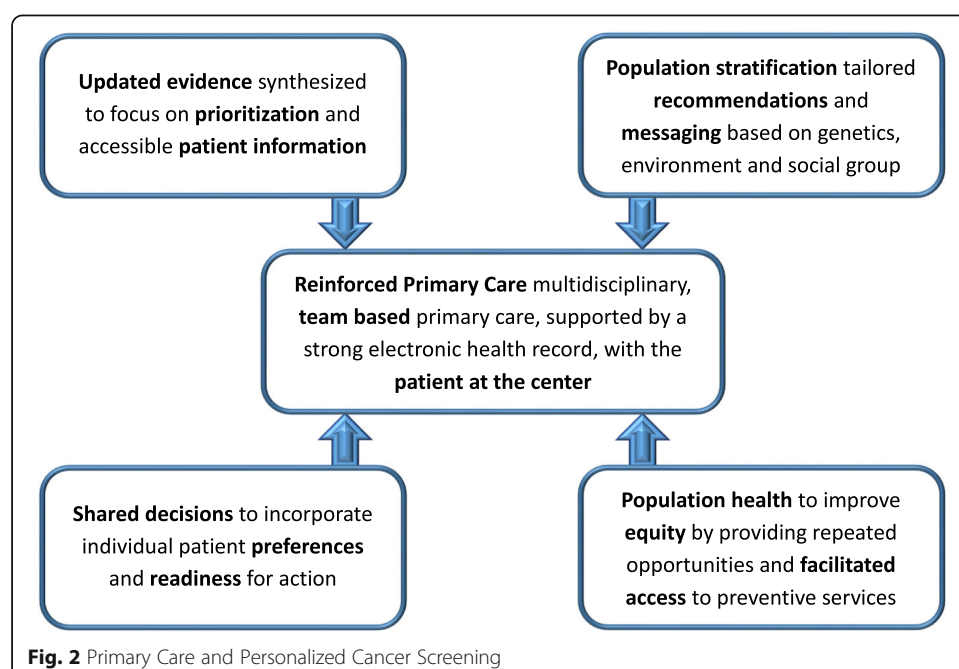 Updated evidence synthesized
to focus on prioritization and
accessible patient information
Population stratification tailored
recommendations and
messaging based on genetics,
environment and social group
Reinforced Primary Care multidisciplinary,
team based primary care, supported by a
strong electronic health record, with the
patient at the center
Shared decisions to incorporate
individual patient preferences
and readiness for action
Population health to improve
equity by providing repeated
opportunities and facilitated
access to preventive services
Fig. 2 Primary Care and Personalized Cancer Screening